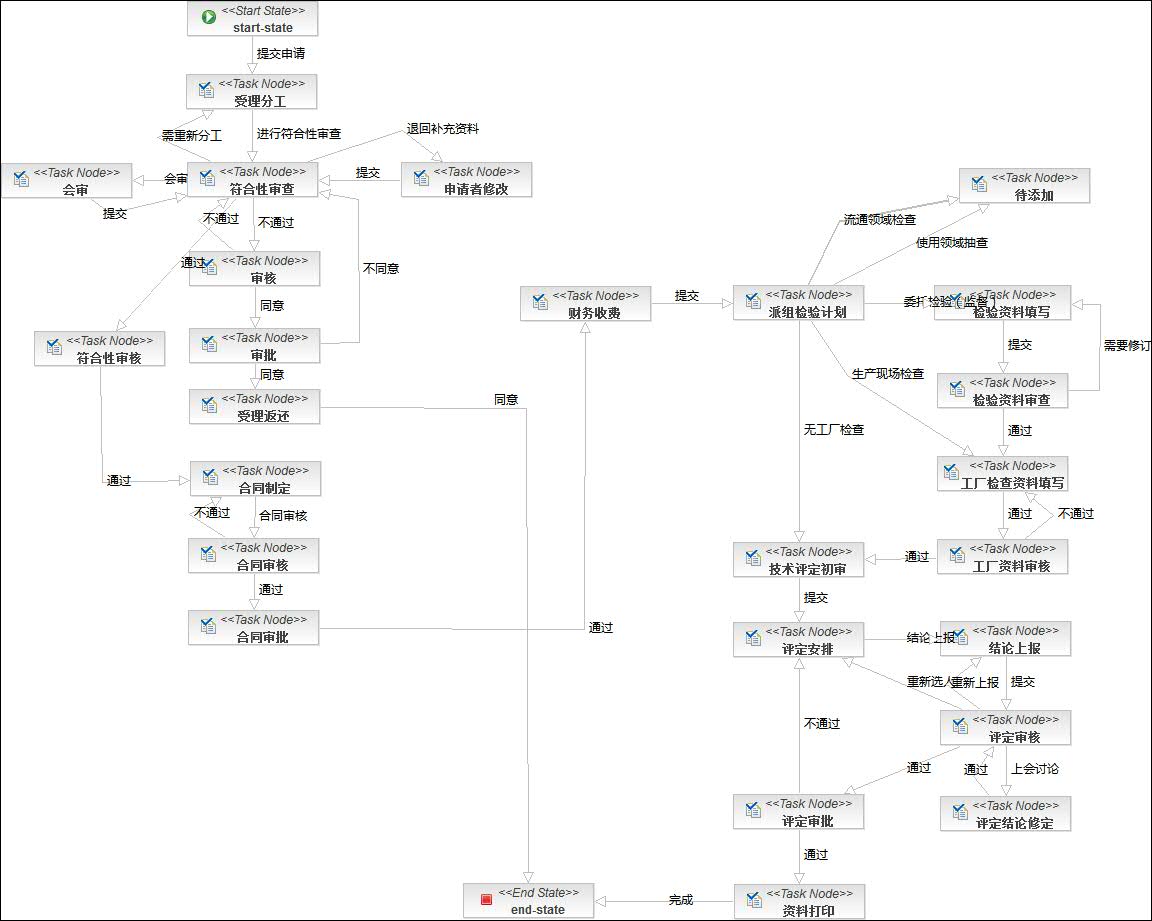 <<Start State>>
start-state
提交申请
<<Task Node>>
受理分工
需重新分工
进行符合性审查
退回补充资料
<<Task Node>>
会审
会审
<<Task Node>>
符合性审查
提交
<<Task Node>>
申请者修改
提交
不通过
不通过
通过
<<Task Node>>
审核
不同意
同意
<<Task Node>>
审批
<<Task Node>>
符合性审核
同意
<<Task Node>>
受理返还
同意
通过
<<Task Node>>
合同制定
不通过
合同审核
<<Task Node>>
合同审核
通过
<<Task Node>>
合同审批
通过
<<Task Node>>
财务收费
提交
<<Task Node>>
待添加
流通领域检查
使用领域抽查
<<Task Node>>
派组检验计划
委托检验（监督）
<<Task Node>>
检验资料填写
提交
需要修订
<<Task Node>>
检验资料审查
生产现场检查
无工厂检查
通过
<<Task Node>>
工厂检查资料填写
通过
不通过
<<Task Node>>
工厂资料审核
通过
<<Task Node>>
技术评定初审
提交
<<Task Node>>
评定安排
结论上报
<<Task Node>>
结论上报
重新选人
重新上报
提交
<<Task Node>>
评定审核
不通过
通过
通过
上会讨论
<<Task Node>>
评定审批
<<Task Node>>
评定结论修定
通过
<<Task Node>>
资料打印
完成
<<End State>>
end-state